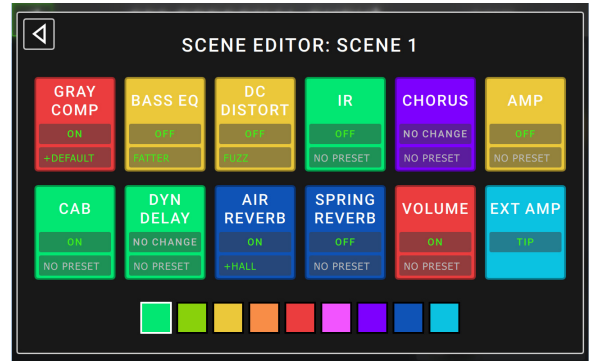 SCENE EDITOR: SCENE 1
GRAY
COMP
ON
+DEFAULT
BASS EQ
OFF
FATTER
DC
DISTORT
OFF
FUZZ
IR
OFF
NO PRESET
CHORUS
NO CHANGE
NO PRESET
AMP
OFF
NO PRESET
CAB
ON
NO PRESET
DYN
DELAY
NO CHANGE
NO PRESET
AIR
REVERB
ON
+HALL
SPRING
REVERB
OFF
NO PRESET
VOLUME
ON
NO PRESET
EXT AMP
TIP